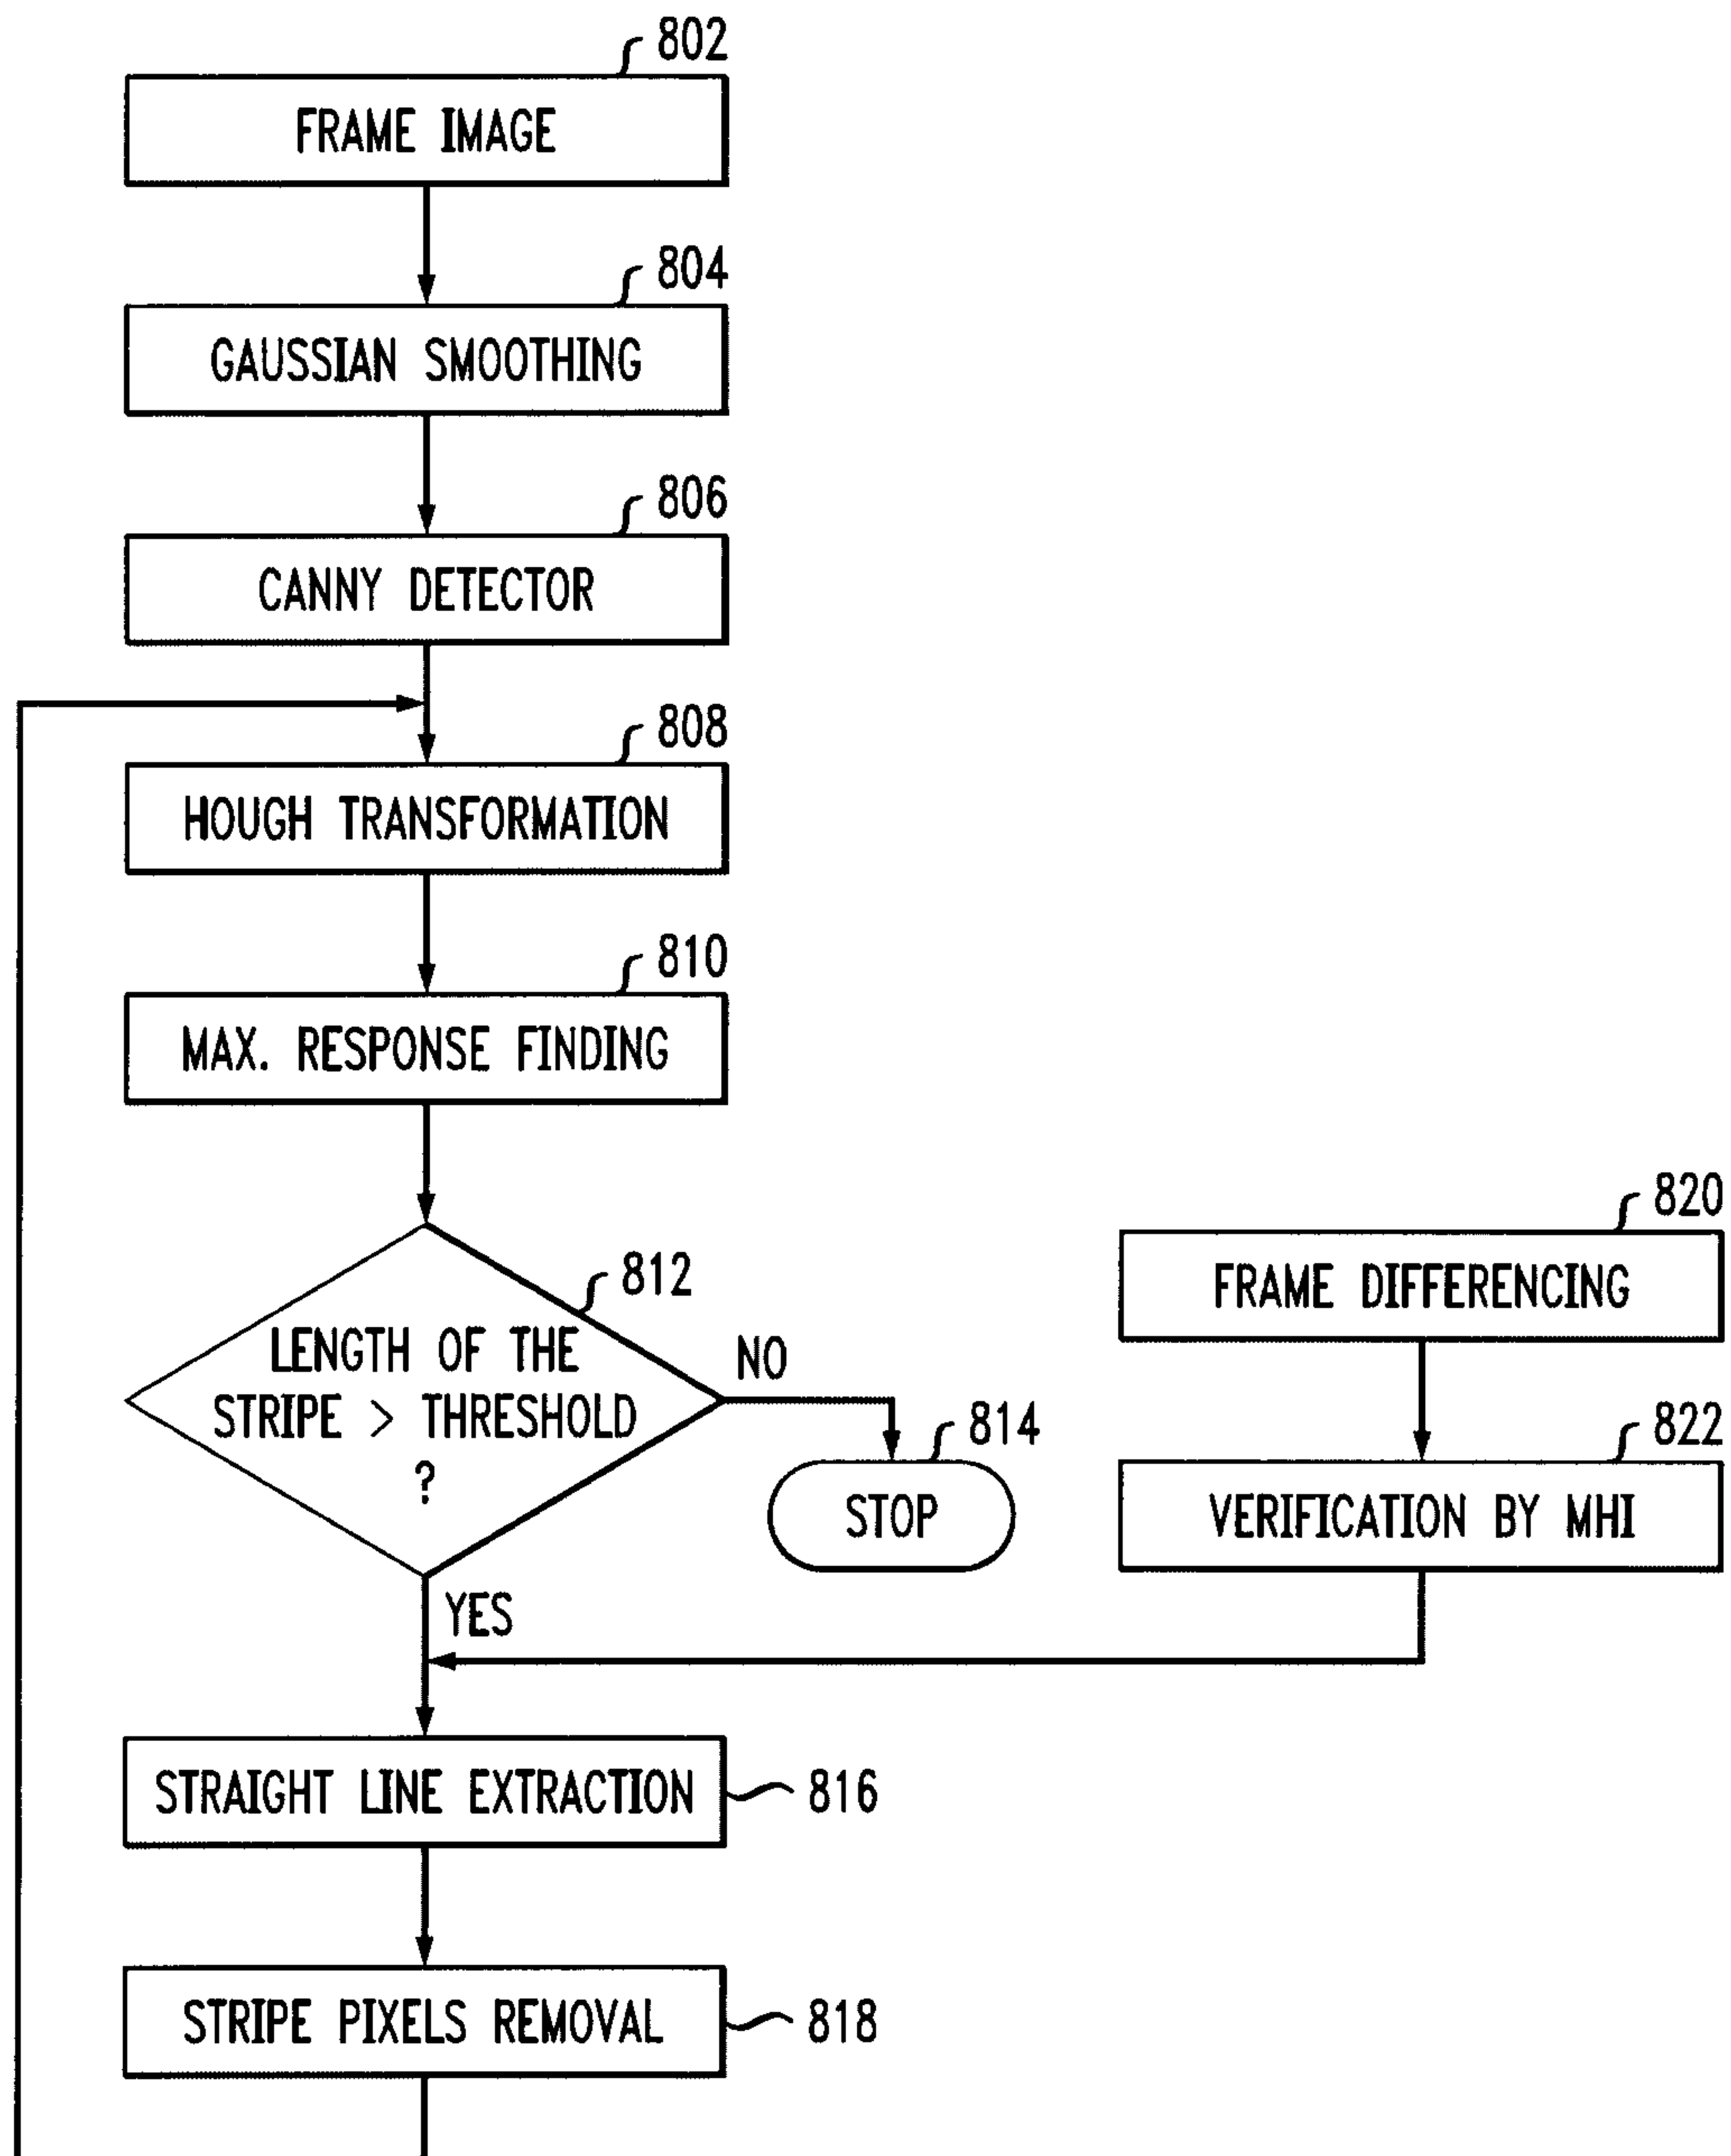 802
FRAME IMAGE
804
GAUSSIAN SMOOTHING
806
CANNY DETECTOR
808
HOUGH TRANSFORMATION
810
MAX. RESPONSE FINDING
812
LENGTH OF THE
STRIPE > THRESHOLD
?
NO
814
STOP
YES
820
FRAME DIFFERENCING
822
VERIFICATION BY MHI
STRAIGHT LINE EXTRACTION
816
STRIPE PIXELS REMOVAL
818